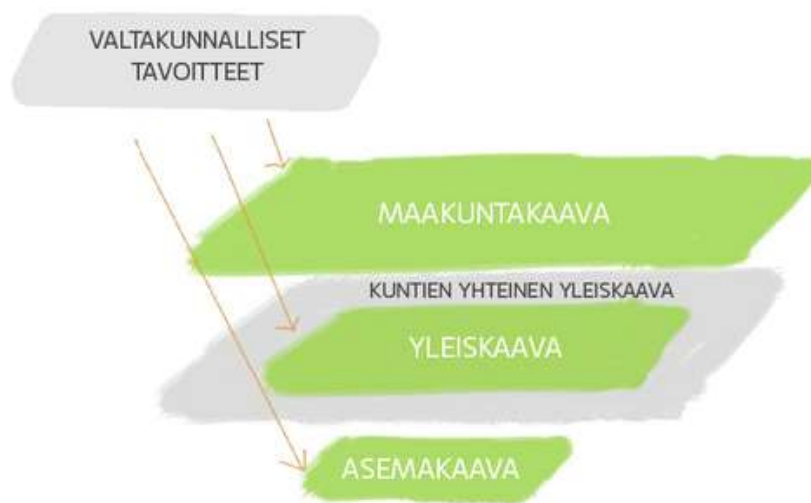 VALTAKUNNALLISET
TAVOITTEET
MAAKUNTAKAAVA
KUNTIEN YHTEINEN YLEISKAAVA
YLEISKAAVA
ASEMAKAAVA